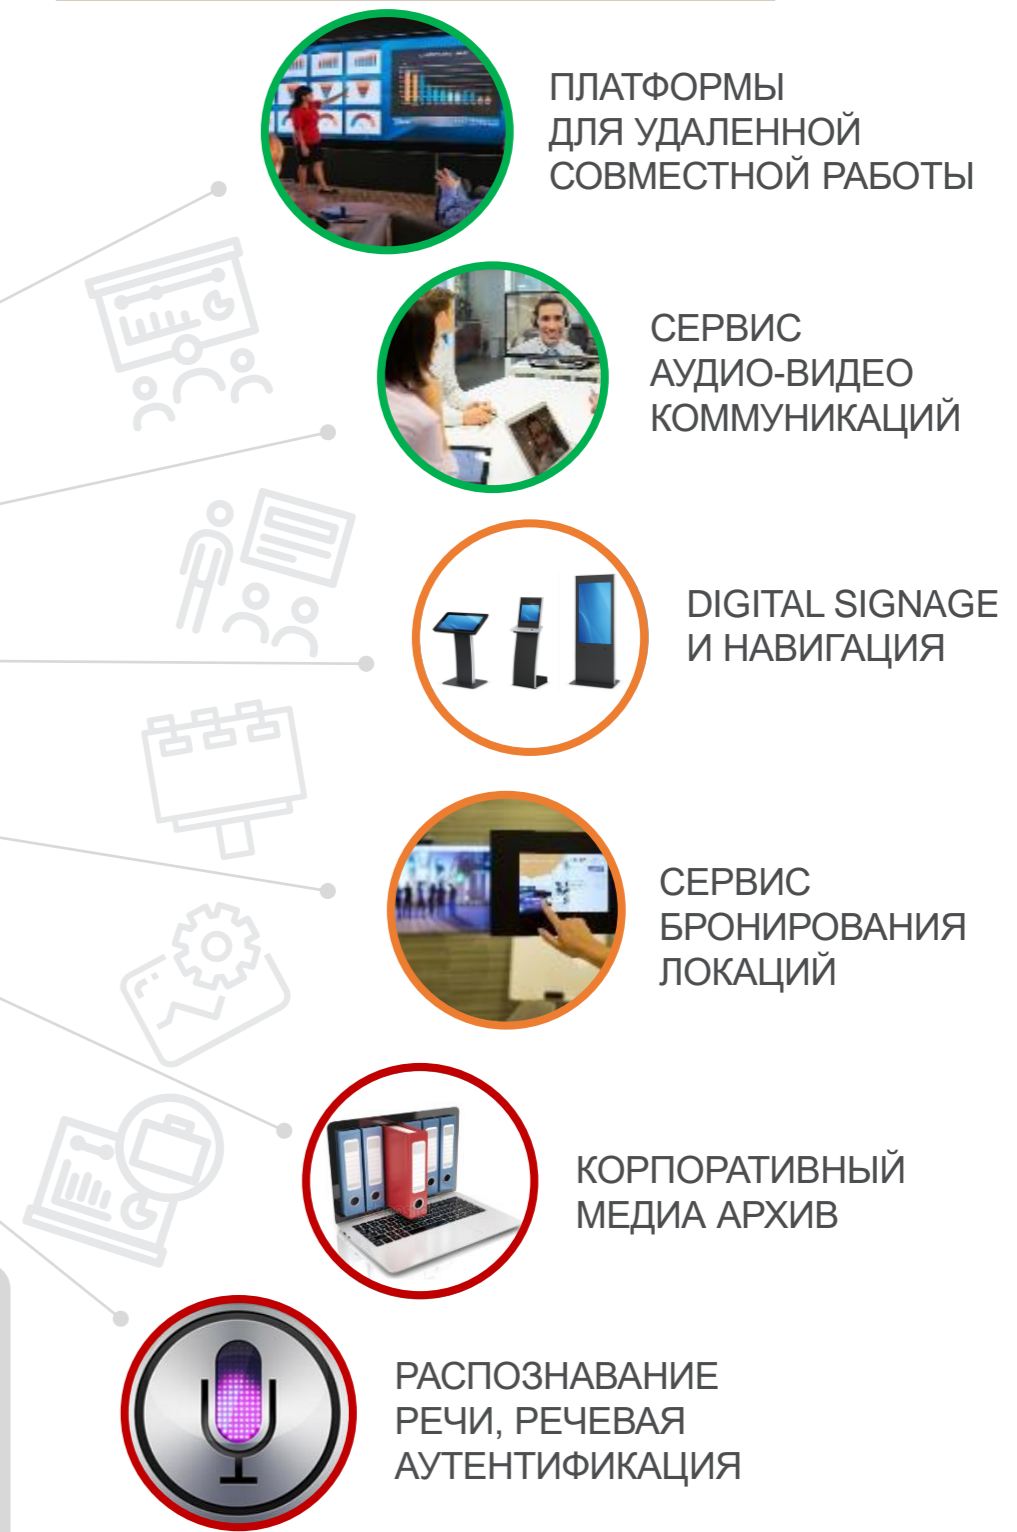 ПЛАТФОРМЫ
ДЛЯ УДАЛЕННОЙ
СОВМЕСТНОЙ РАБОТЫ
СЕРВИС
АУДИО-ВИДЕО
КОММУНИКАЦИЙ
DIGITAL SIGNAGE
И НАВИГАЦИЯ
СЕРВИС
БРОНИРОВАНИЯ
ЛОКАЦИЙ
КОРПОРАТИВНЫЙ
МЕДИА АРХИВ
РАСПОЗНАВАНИЕ
РЕЧИ, РЕЧЕВАЯ
АУТЕНТИФИКАЦИЯ